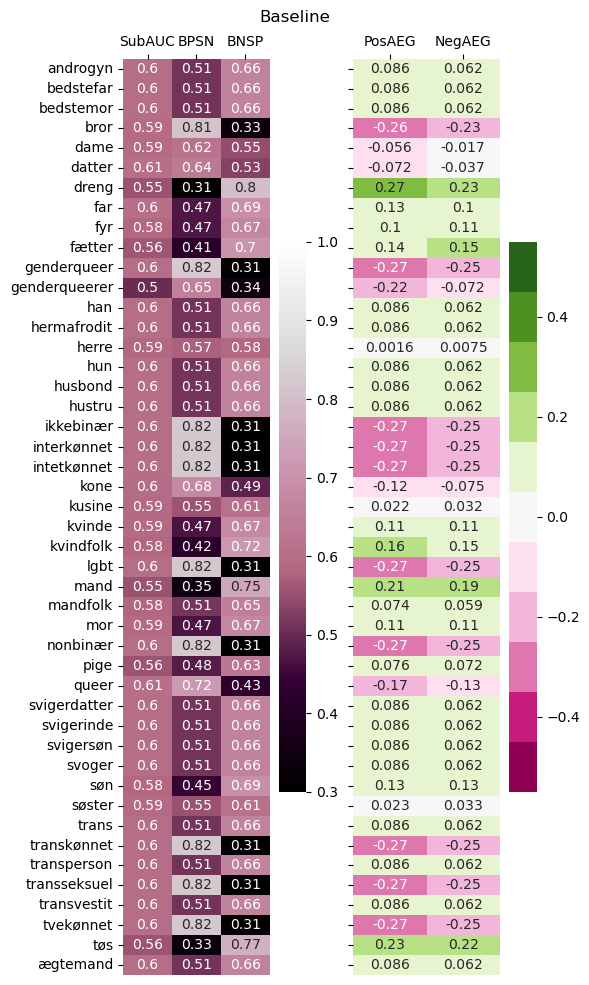 Baseline
SubAUC BPSN BNSP PosAEG NegAEG
androgyn 0.6 0.51 0.66 0.086 0.062
bedstefar 0.6 0.51 0.66 0.086 0.062
bedstemor 0.6 0.51 0.66 0.086 0.062
bror 0.59 0.81 0.33 -0.26 -0.23
dame 0.59 0.62 0.55 -0.056 -0.017
datter 0.61 0.64 0.53 -0.072 -0.037
dreng 0.55 0.31 0.8 0.27 0.23
far 0.6 0.47 0.69 0.13 0.1
fyr 0.58 0.47 0.67 0.1 0.11
fætter 0.56 0.41 0.7 0.14 0.15
1.0
genderqueer 0.6 0.82 0.31 -0.27 -0.25
genderqueerer 0.5 0.65 0.34 -0.22 -0.072
han 0.6 0.51 0.66 0.086 0.062
0.9 0.4
hermafrodit 0.6 0.51 0.66 0.086 0.062
herre 0.59 0.57 0.58 0.0016 0.0075
hun 0.6 0.51 0.66 0.086 0.062
husbond 0.6 0.51 0.66 0.086 0.062
0.8
hustru 0.6 0.51 0.66 0.086 0.062
0.2
ikkebinær 0.6 0.82 0.31 -0.27 -0.25
interkønnet 0.6 0.82 0.31 -0.27 -0.25
intetkønnet 0.6 0.82 0.31 -0.27 -0.25
0.7
kone 0.6 0.68 0.49 -0.12 -0.075
kusine 0.59 0.55 0.61 0.022 0.032
0.0
kvinde 0.59 0.47 0.67 0.11 0.11
kvindfolk 0.58 0.42 0.72 0.16 0.15
0.6
lgbt 0.6 0.82 0.31 -0.27 -0.25
mand 0.55 0.35 0.75 0.21 0.19
mandfolk 0.58 0.51 0.65 0.074 0.059
−0.2
mor 0.59 0.47 0.67 0.11 0.11
0.5
nonbinær 0.6 0.82 0.31 -0.27 -0.25
pige 0.56 0.48 0.63 0.076 0.072
queer 0.61 0.72 0.43 -0.17 -0.13
0.4
svigerdatter 0.6 0.51 0.66 0.086 0.062
−0.4
svigerinde 0.6 0.51 0.66 0.086 0.062
svigersøn 0.6 0.51 0.66 0.086 0.062
svoger 0.6 0.51 0.66 0.086 0.062
0.3
søn 0.58 0.45 0.69 0.13 0.13
søster 0.59 0.55 0.61 0.023 0.033
trans 0.6 0.51 0.66 0.086 0.062
transkønnet 0.6 0.82 0.31 -0.27 -0.25
transperson 0.6 0.51 0.66 0.086 0.062
transseksuel 0.6 0.82 0.31 -0.27 -0.25
transvestit 0.6 0.51 0.66 0.086 0.062
tvekønnet 0.6 0.82 0.31 -0.27 -0.25
tøs 0.56 0.33 0.77 0.23 0.22
ægtemand 0.6 0.51 0.66 0.086 0.062